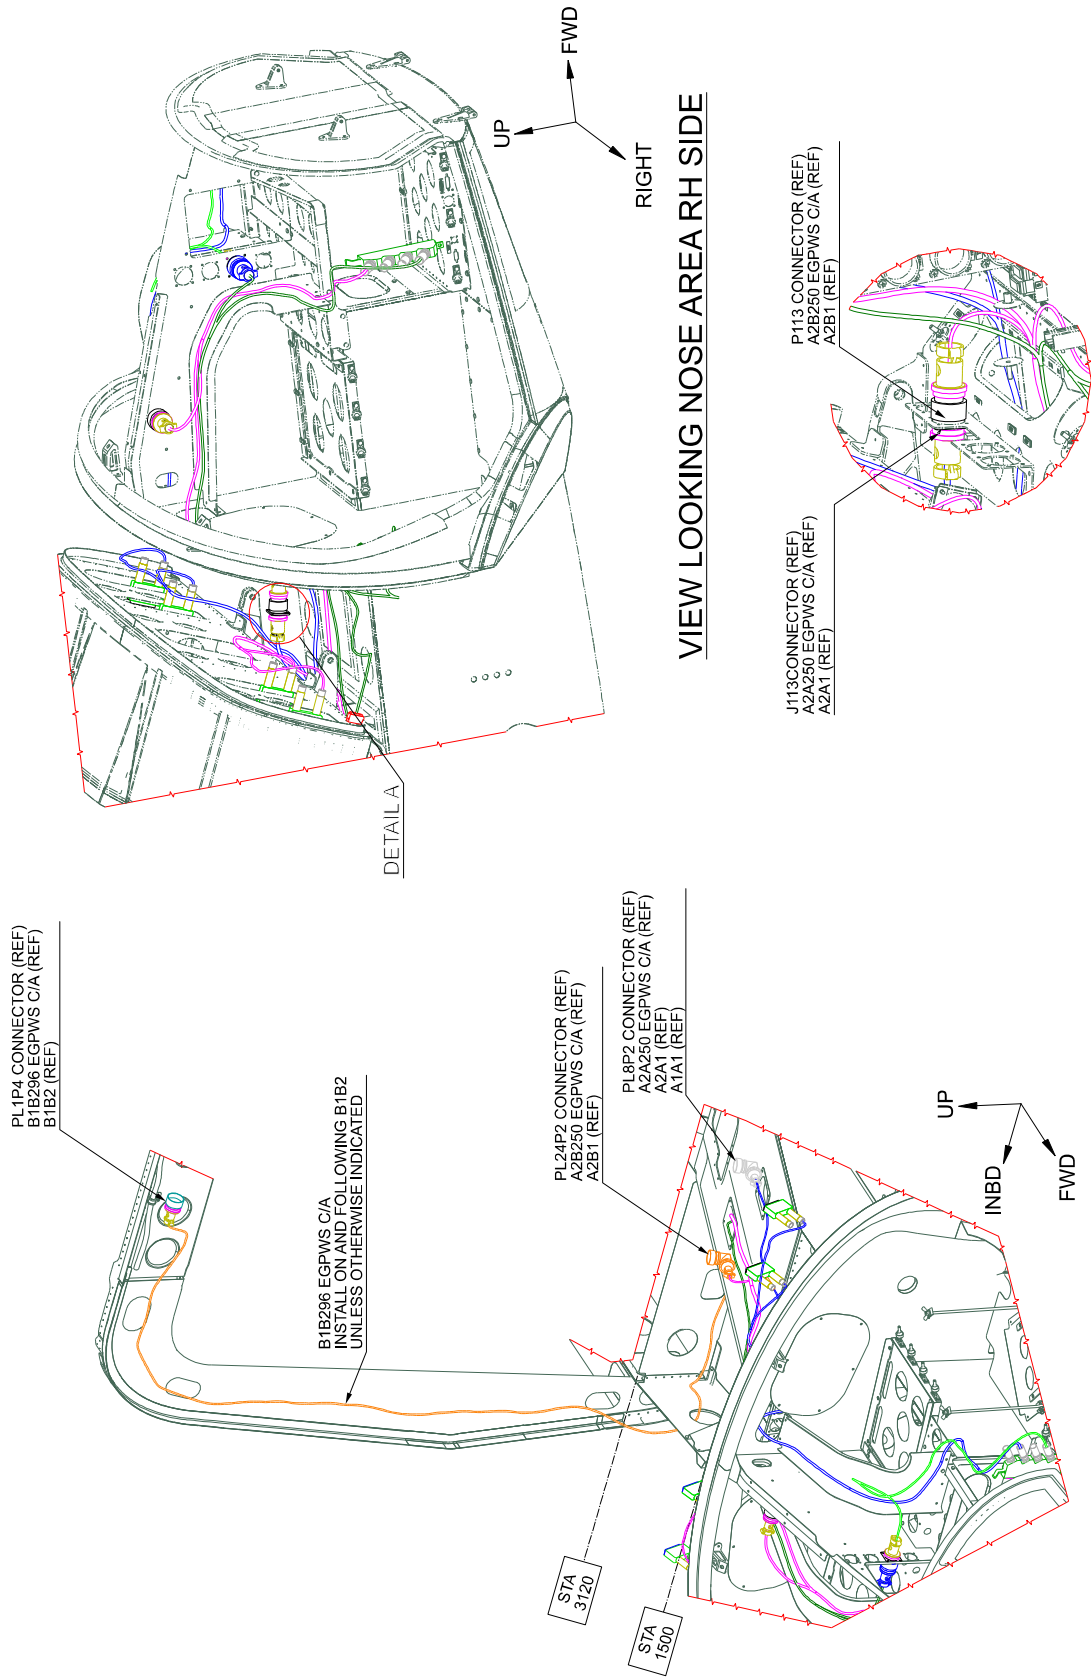 PL1P4 CONNECTOR (REF)
B1B296 EGPWS C/A (REF)
B1B2 (REF)
B1B296 EGPWS C/A
INSTALL ON AND FOLLOWING B1B2
UNLESS OTHERWISE INDICATED
PL24P2 CONNECTOR (REF)
A2B250 EGPWS C/A (REF)
A2B1 (REF)
PL8P2 CONNECTOR (REF)
A2A250 EGPWS C/A (REF)
A2A1 (REF)
A1A1 (REF)
STA
3120
STA
1500
UP
INBD
FWD
DETAIL A
UP
FWD
RIGHT
VIEW LOOKING NOSE AREA RH SIDE
J113CONNECTOR (REF)
A2A250 EGPWS C/A (REF)
A2A1 (REF)
P113 CONNECTOR (REF)
A2B250 EGPWS C/A (REF)
A2B1 (REF)